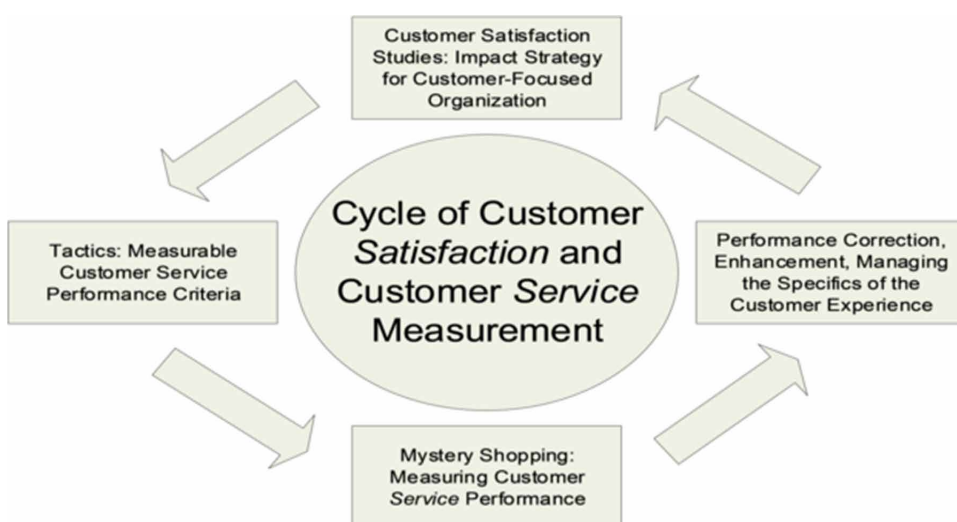 Customer Satisfaction
Studies: Impact Strategy
for Customer-Focused
Organization
Cycle of Customer
Satisfaction and
Customer Service
Measurement
Tactics: Measurable
Customer Service
Performance Criteria
Performance Correction,
Enhancement, Managing
the Specifics of the
Customer Experience
Mystery Shopping:
Measuring Customer
Service Performance